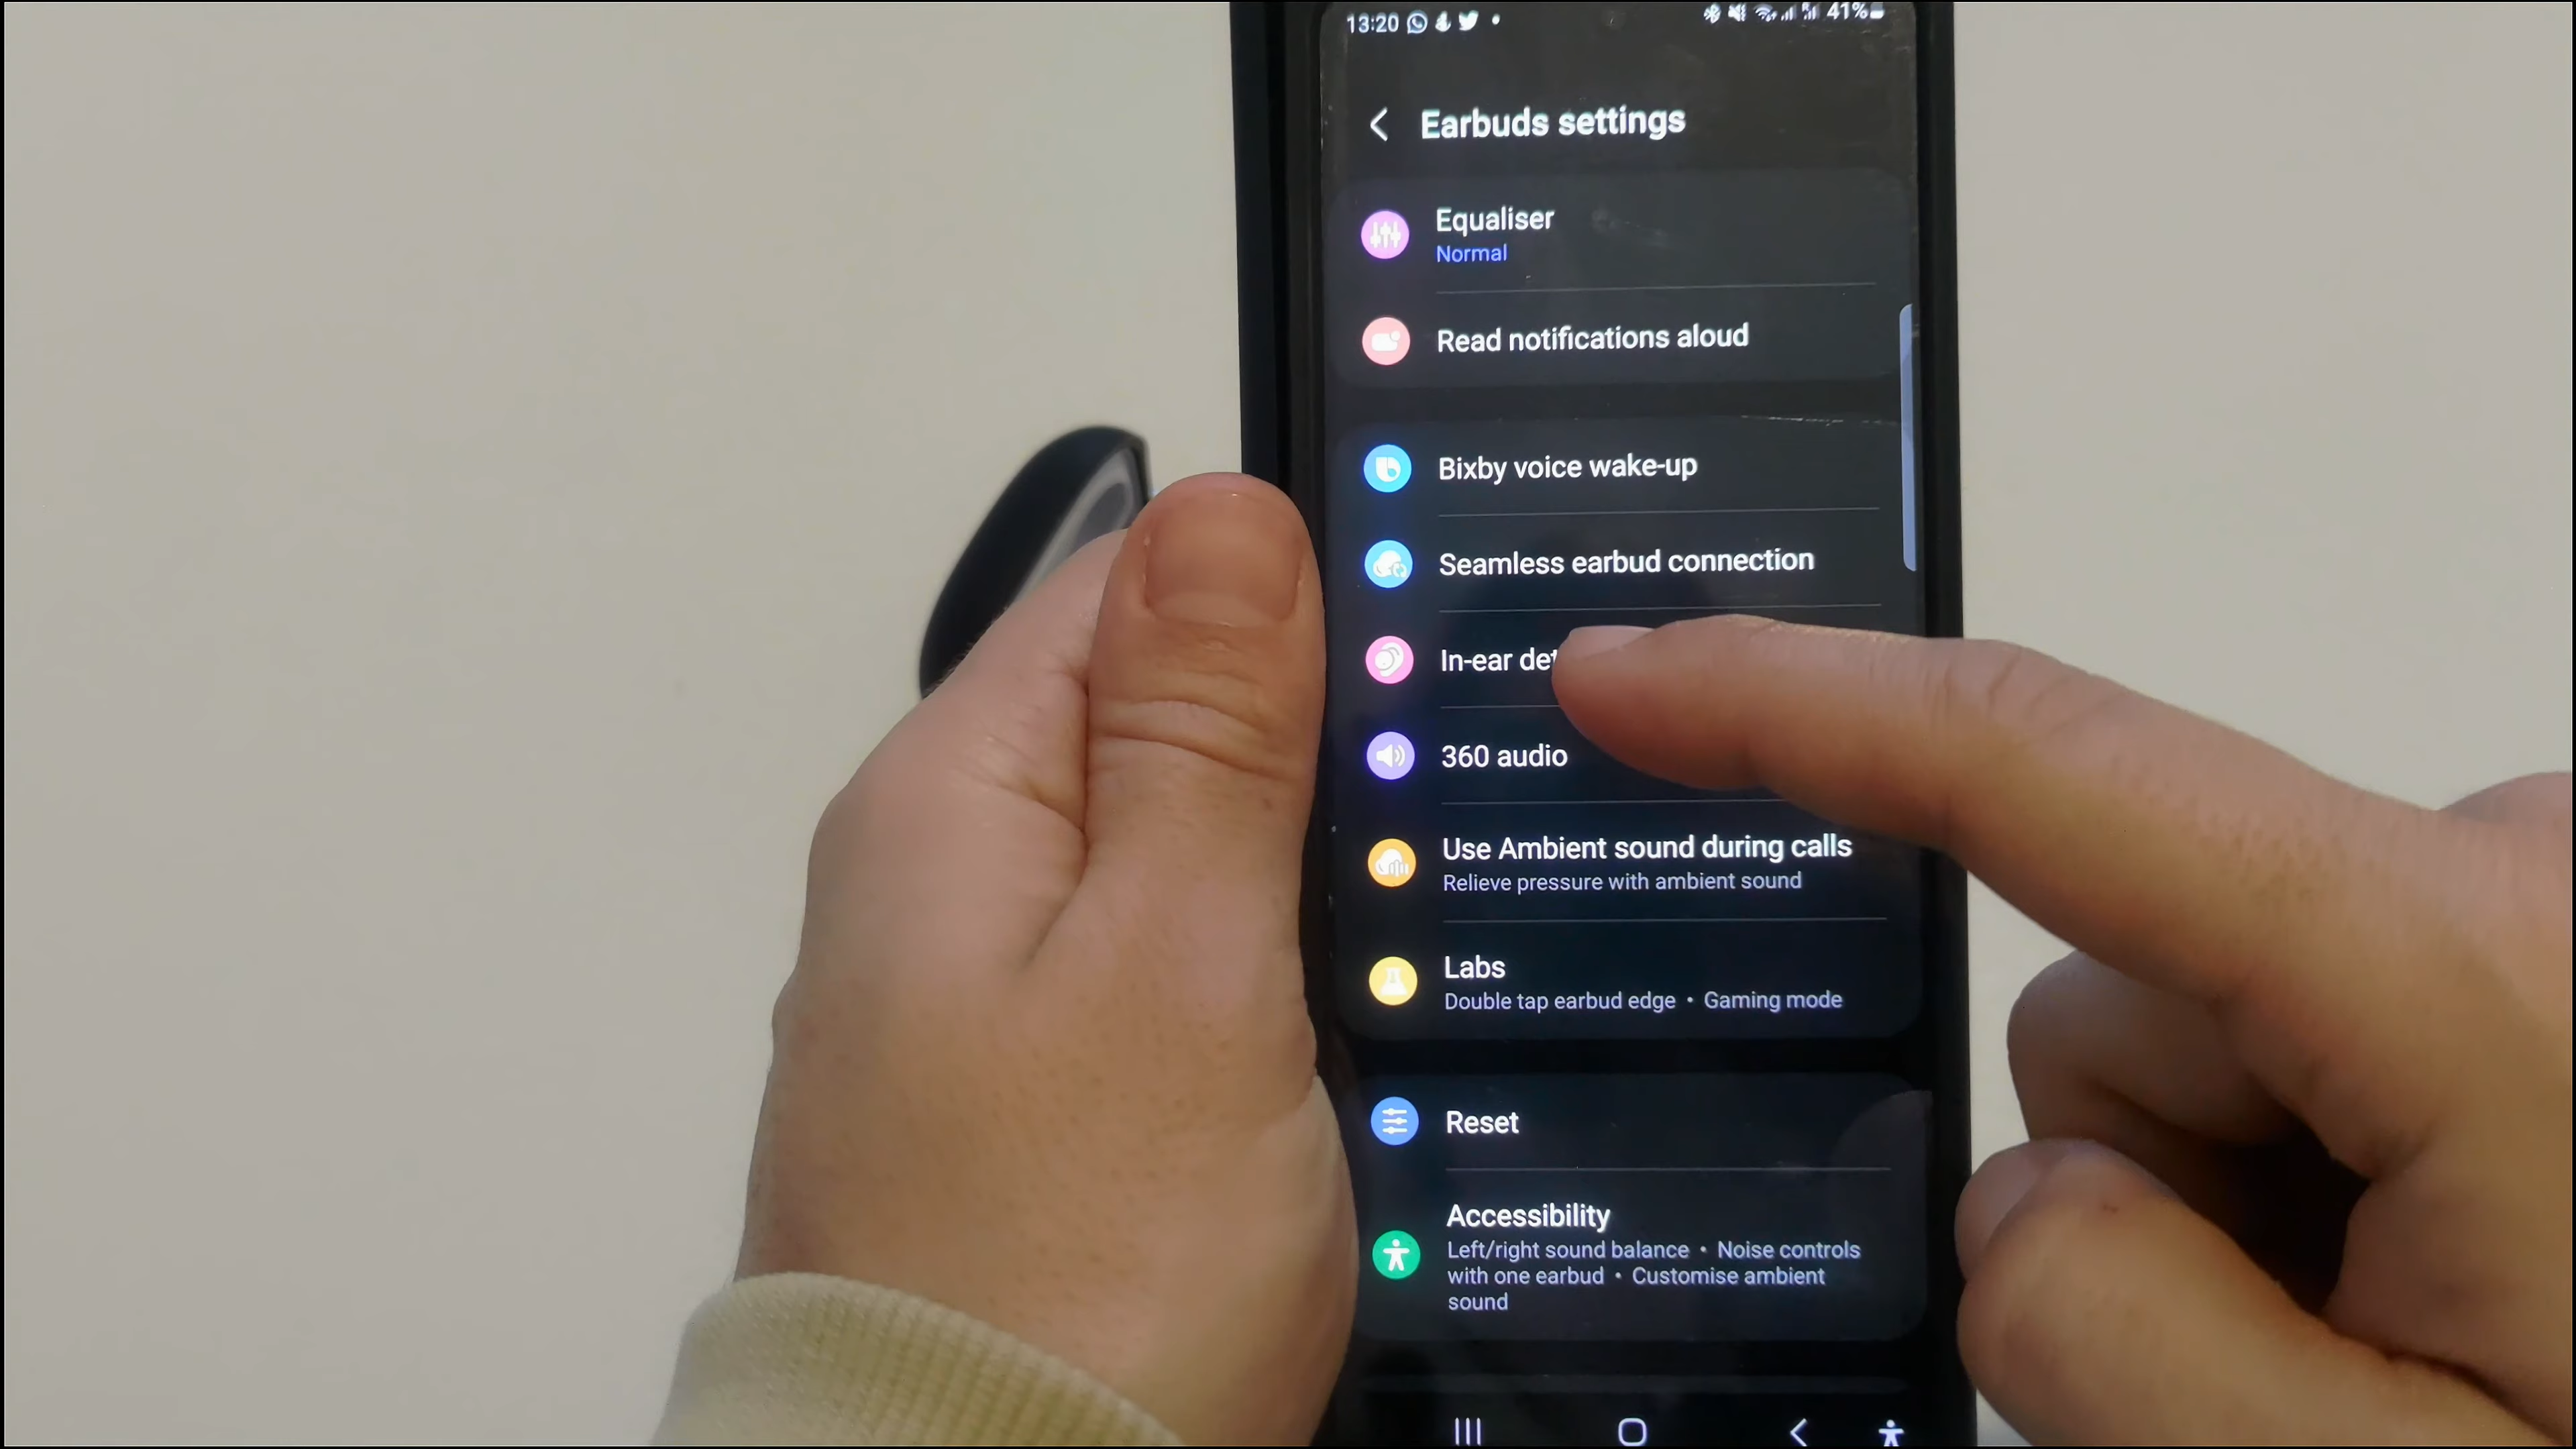 13:20
41%
Earbuds settings
Equaliser
Normal
Read notifications aloud
Bixby voice wake-up
Seamless earbud connection
In-ear
360 audio
Use Ambient sound during calls
Relieve pressure with ambient sound
Labs
Double tap earbud edge • Gaming mode
Reset
Accessibility
Left/right sound balance • Noise controls
with one earbud • Customise ambient
sound